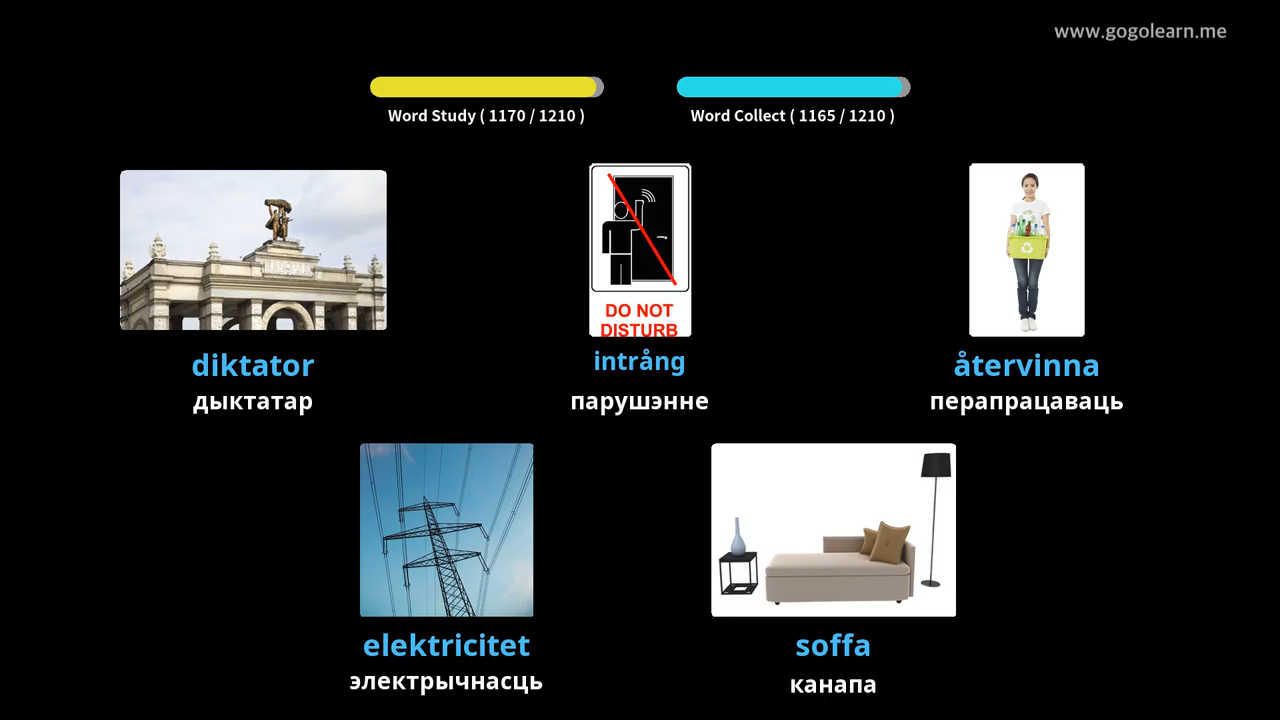 www.gogolearn.me
Word Study ( 1170 / 1210 )
Word Collect ( 1165 / 1210 )
DO NOT
DISTURB
diktator
дыктатар
intrång
парушэнне
återvinna
перапрацаваць
elektricitet
электрычнасць
soffa
канапа